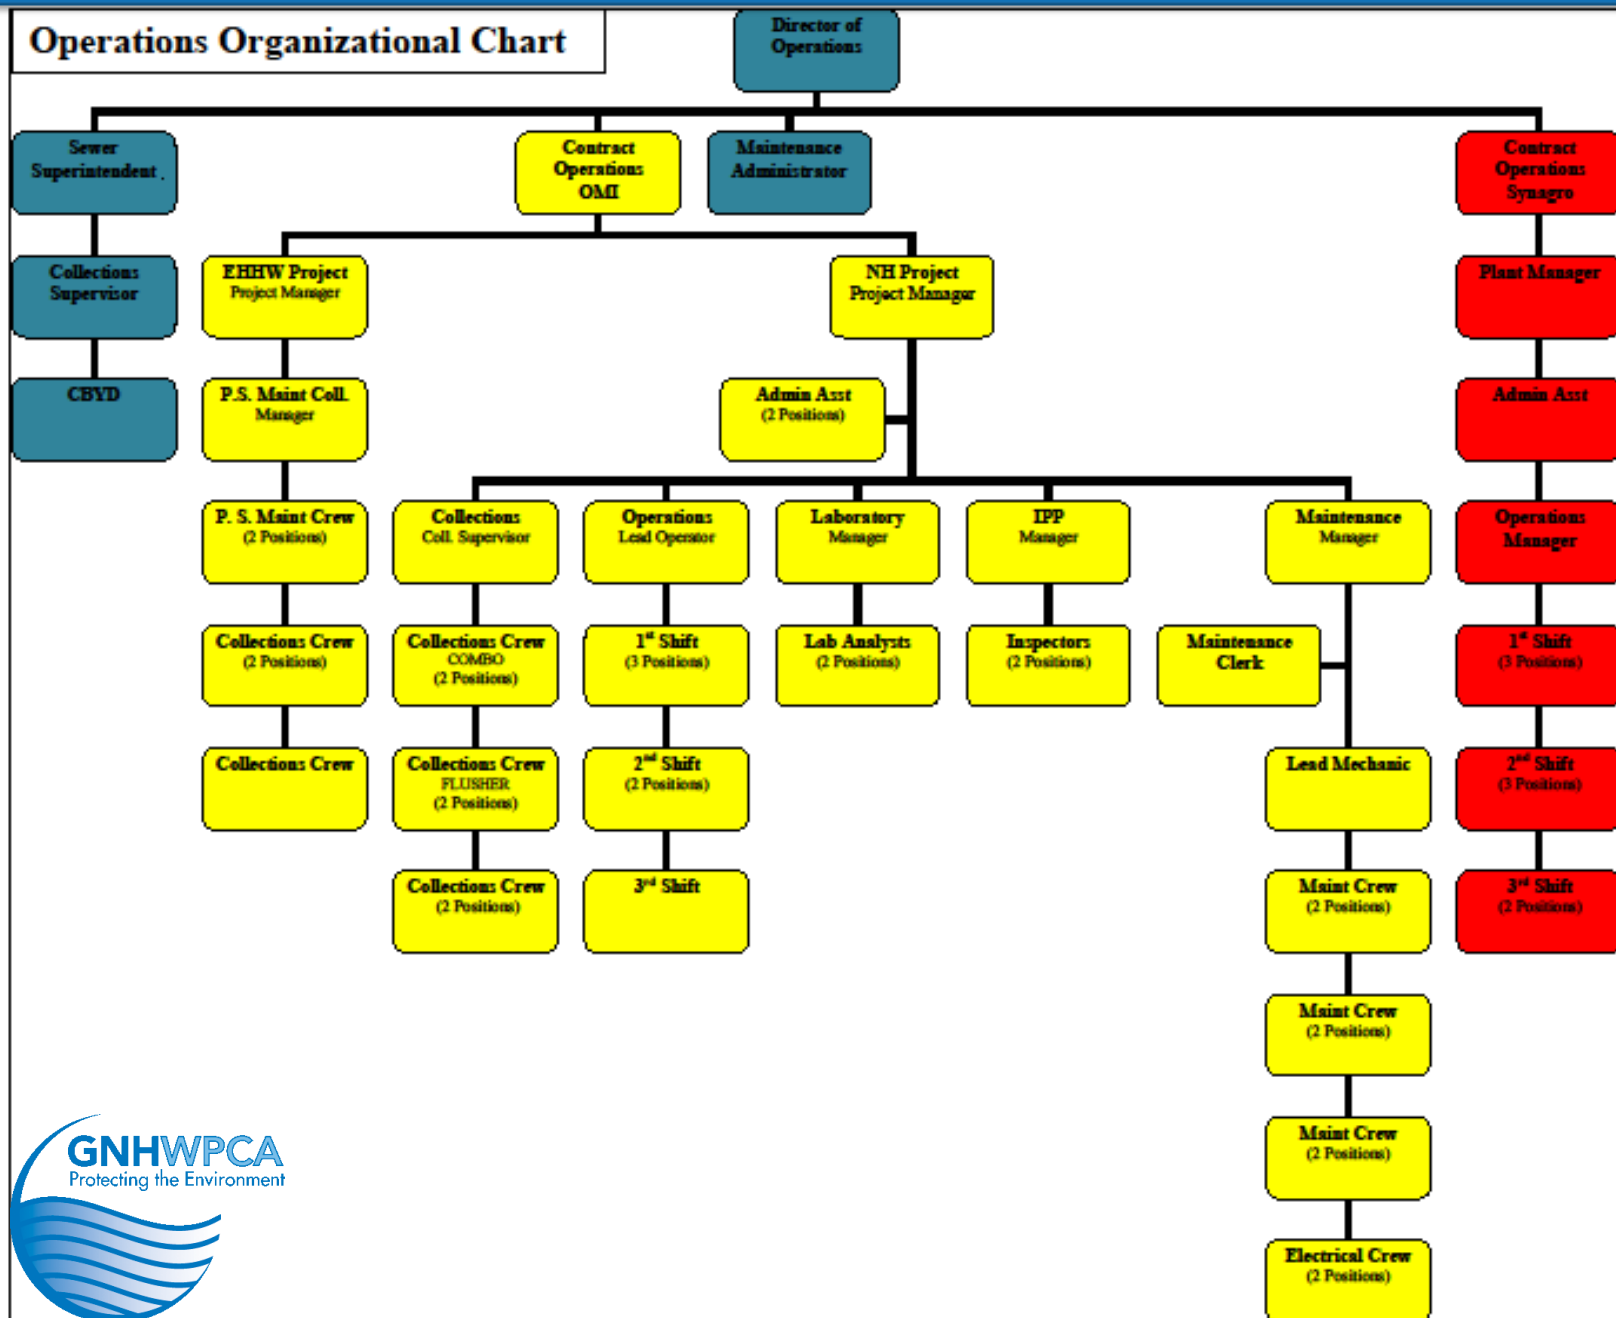 Operations Organizational Chart
Director of
Operations
Sewer
Superintendent .
Contract
Operations
OMI
Maintenance
Administrator
Contract
Operations
Synagro
Collections
Supervisor
EHHW Project
Project Manager
NH Project
Project Manager
Plant Manager
CBYD
P.S. Maint Coll.
Manager
Admin Asst
(2 Positions)
Admin Asst
P. S. Maint Crew
(2 Positions)
Collections
Coll. Supervisor
Operations
Lead Operator
Laboratory
Manager
IPP
Manager
Maintenance
Manager
Operations
Manager
Collections Crew
(2 Positions)
Collections Crew
COMBO
(2 Positions)
1st Shift
(3 Positions)
Lab Analysts
(2 Positions)
Inspectors
(2 Positions)
Maintenance
Clerk
1st Shift
(3 Positions)
Collections Crew
Collections Crew
FLUSHER
(2 Positions)
2nd Shift
(2 Positions)
Lead Mechanic
2nd Shift
(3 Positions)
Collections Crew
(2 Positions)
3rd Shift
Maint Crew
(2 Positions)
3rd Shift
(2 Positions)
Maint Crew
(2 Positions)
Maint Crew
(2 Positions)
Electrical Crew
(2 Positions)
GNHWPCA
Protecting the Environment